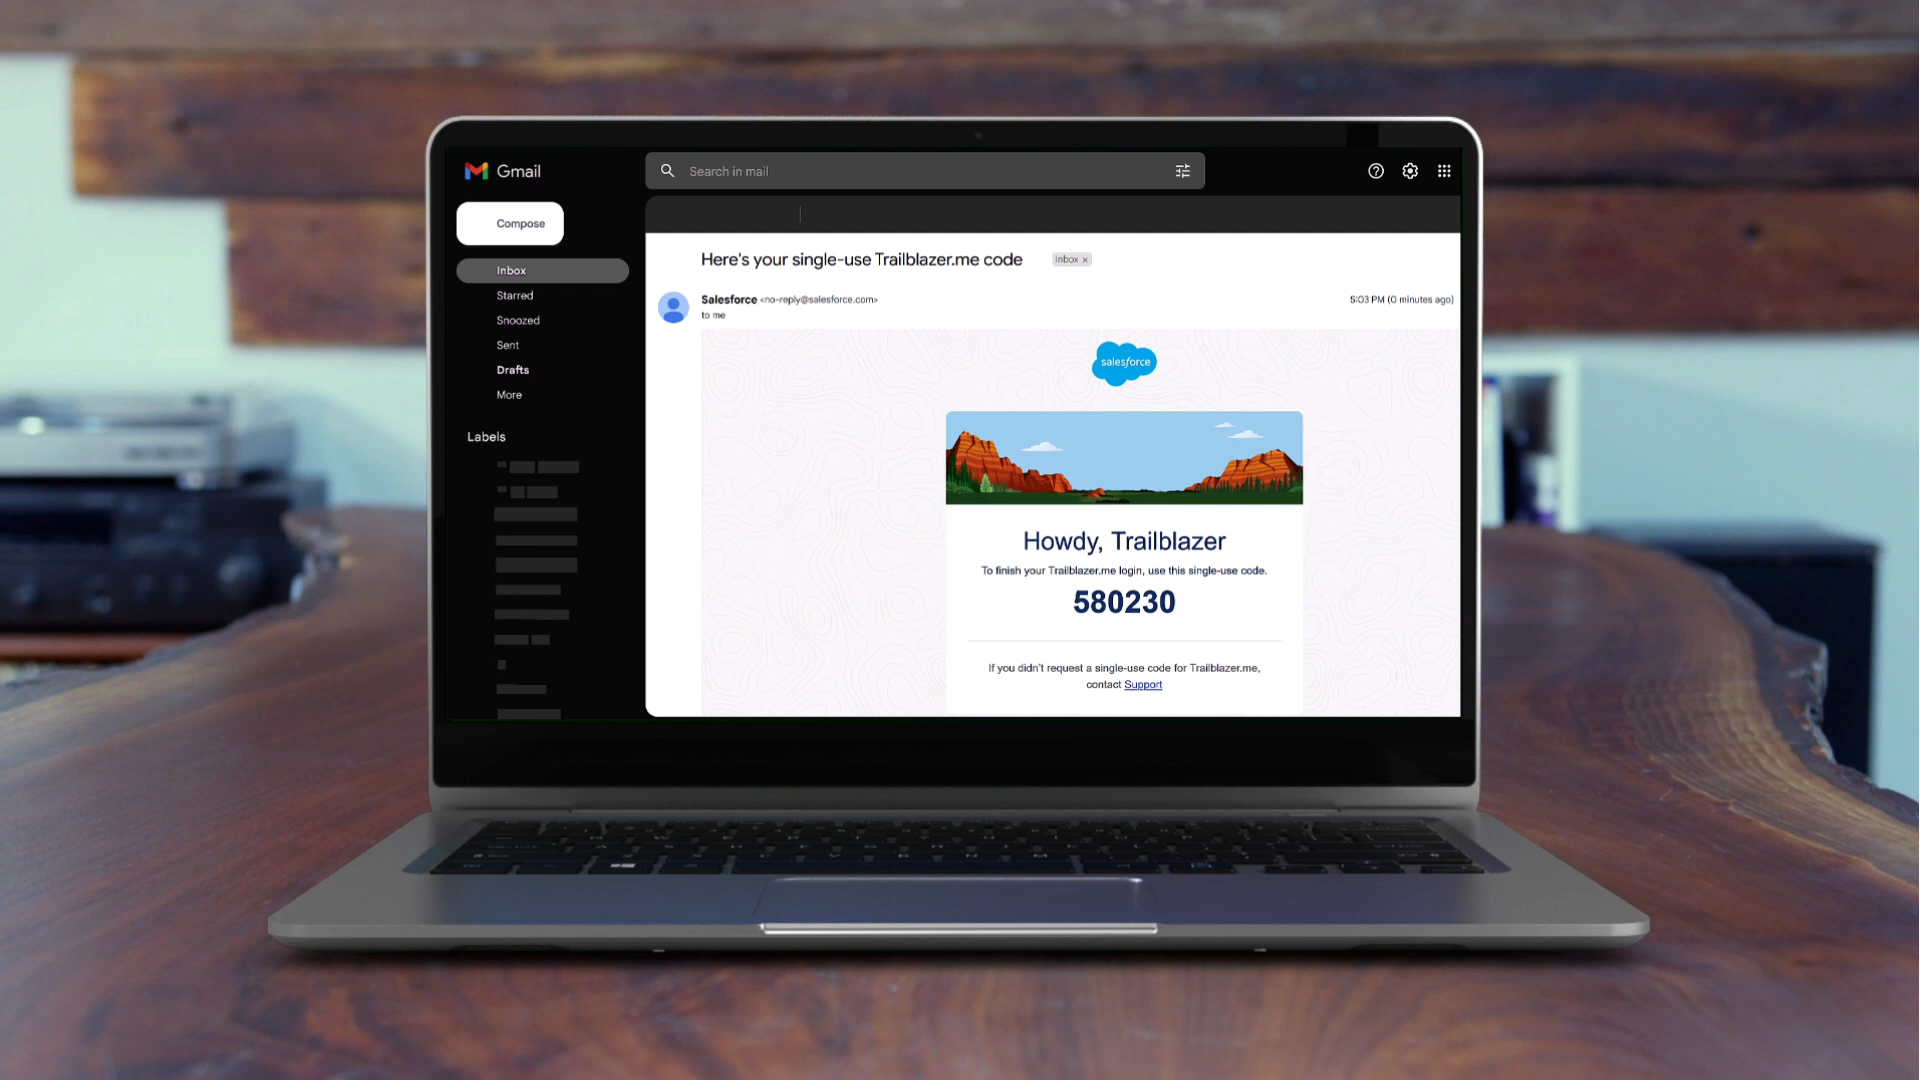 Gmail
Search in mail
Compose
Inbox
Starred
Snoozed
Sent
Drafts
More
Labels
Here's your single-use Trailblazer.me code
Inbox x
Salesforce <no-reply@salesforce.com>
5:03 PM (0 minutes ago)
to me
salesforce
Howdy, Trailblazer
To finish your Trailblazer.me login, use this single-use code.
580230
If you didn't request a single-use code for Trailblazer.me,
contact Support